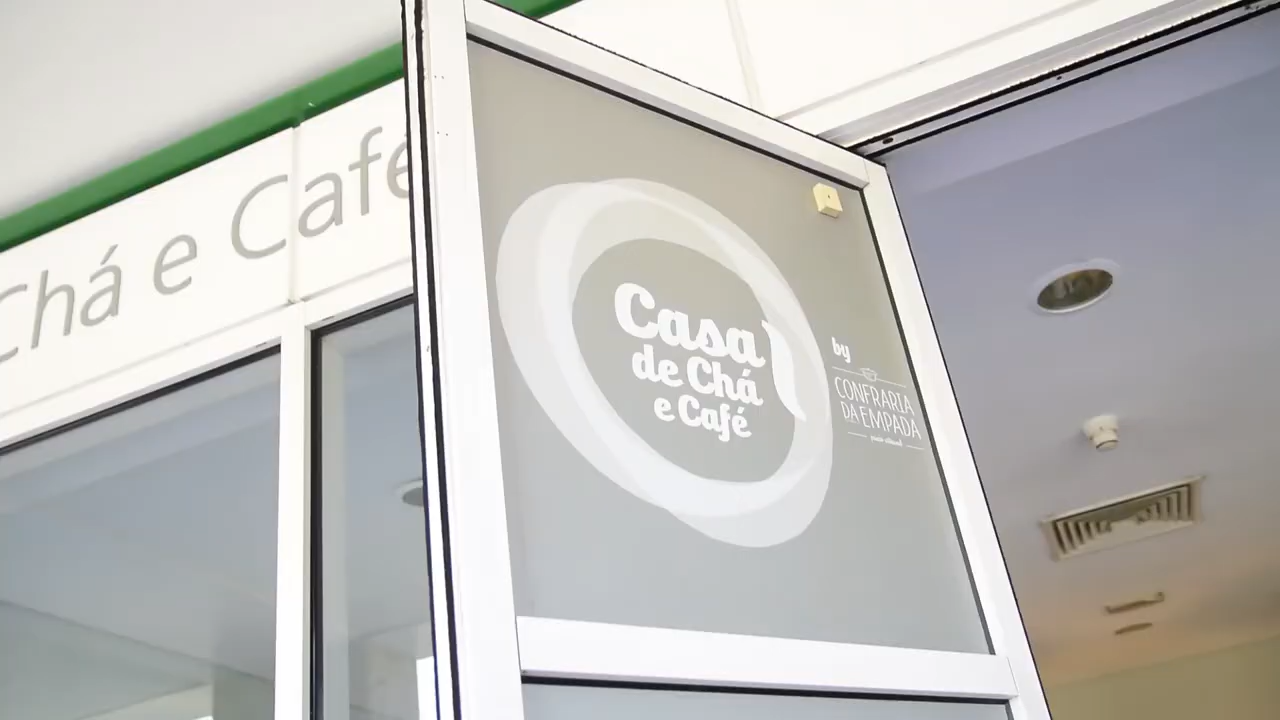 Chá e Café
Casa
de Chá
e Café
by
CONFRARIA
DA EMPADA